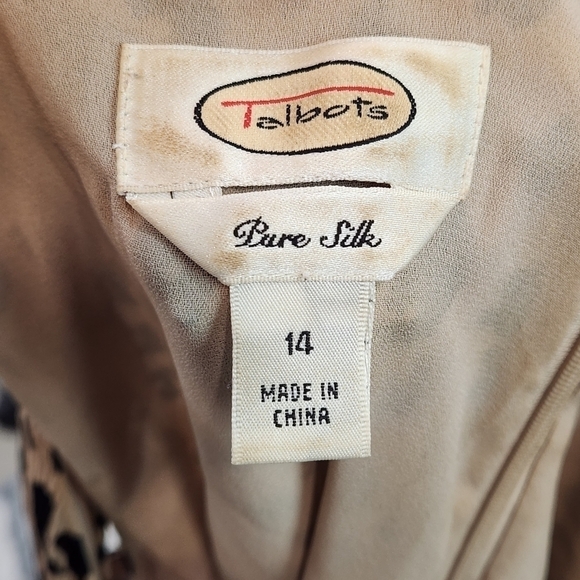 Talbots
Pure Silk
14
MADE IN
CHINA